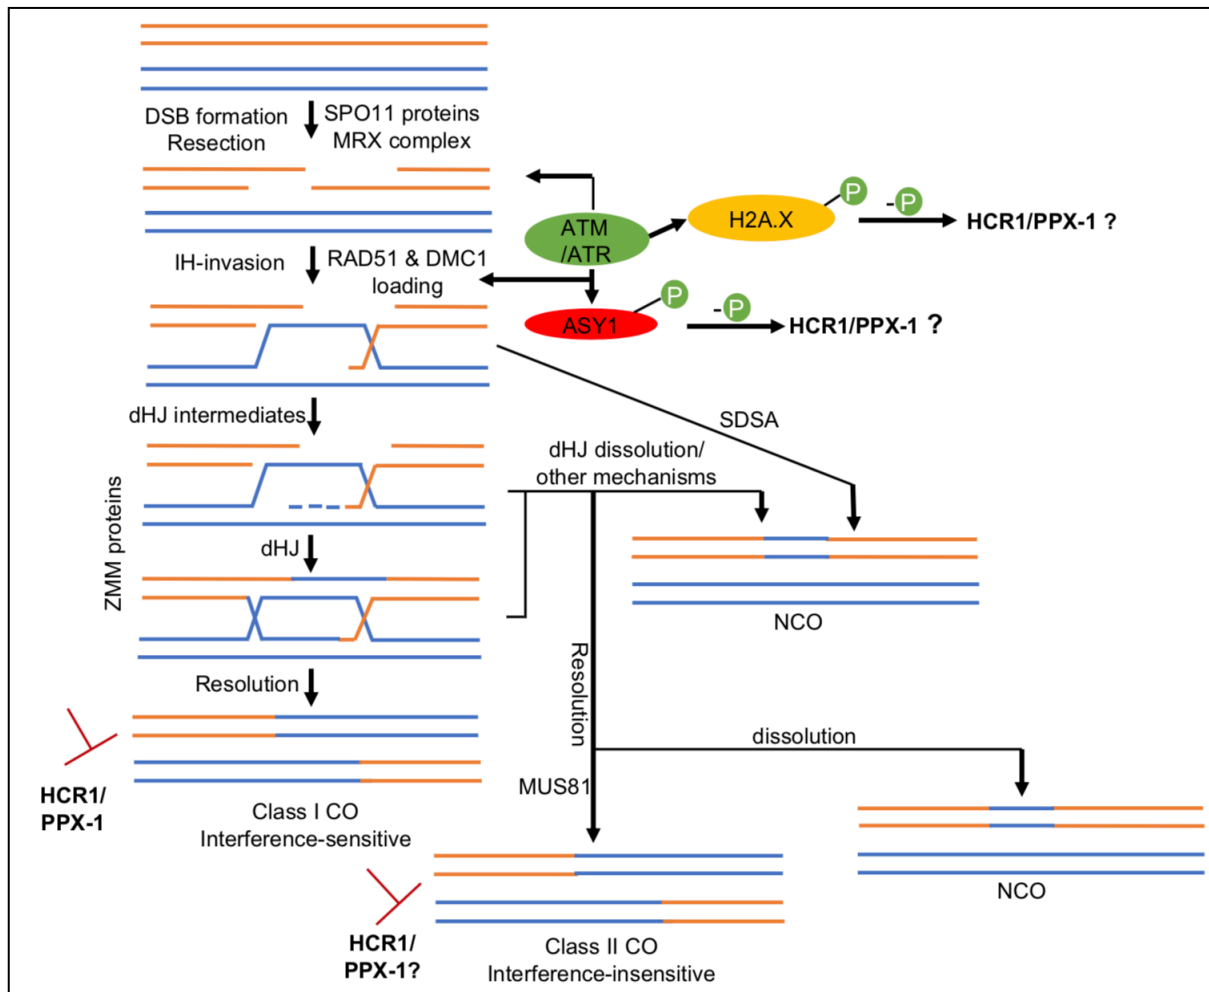 DSB formation
Resection
SPO11 proteins
MRX complex
ATM
/ATR
H2A.X
P
-P
HCR1/PPX-1 ?
IH-invasion
RAD51 & DMC1
loading
ASY1
P
-P
HCR1/PPX-1 ?
dHJ intermediates
SDSA
dHJ dissolution/
other mechanisms
ZMM proteins
dHJ
NCO
Resolution
Resolution
dissolution
MUS81
HCR1/
PPX-1
Class I CO
Interference-sensitive
NCO
HCR1/
PPX-1?
Class II CO
Interference-insensitive